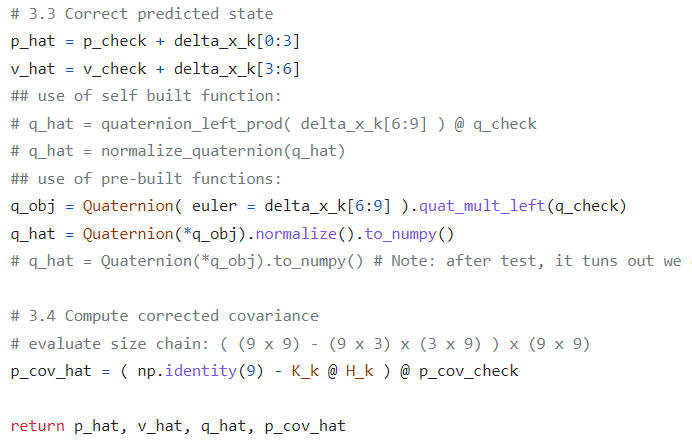 # 3.3 Correct predicted state
p_hat = p_check + delta_x_k[0:3]
v_hat = v_check + delta_x_k[3:6]
## use of self built function:
# q_hat = quaternion_left_prod( delta_x_k[6:9] ) @ q_check
# q_hat = normalize_quaternion(q_hat)
## use of pre-built functions:
q_obj = Quaternion( euler = delta_x_k[6:9] ).quat_mult_left(q_check)
q_hat = Quaternion(*q_obj).normalize().to_numpy()
# q_hat = Quaternion(*q_obj).to_numpy() # Note: after test, it tuns out we
# 3.4 Compute corrected covariance
# evaluate size chain: ( (9 x 9) - (9 x 3) x (3 x 9) ) x (9 x 9)
p_cov_hat = ( np.identity(9) - K_k @ H_k ) @ p_cov_check
return p_hat, v_hat, q_hat, p_cov_hat